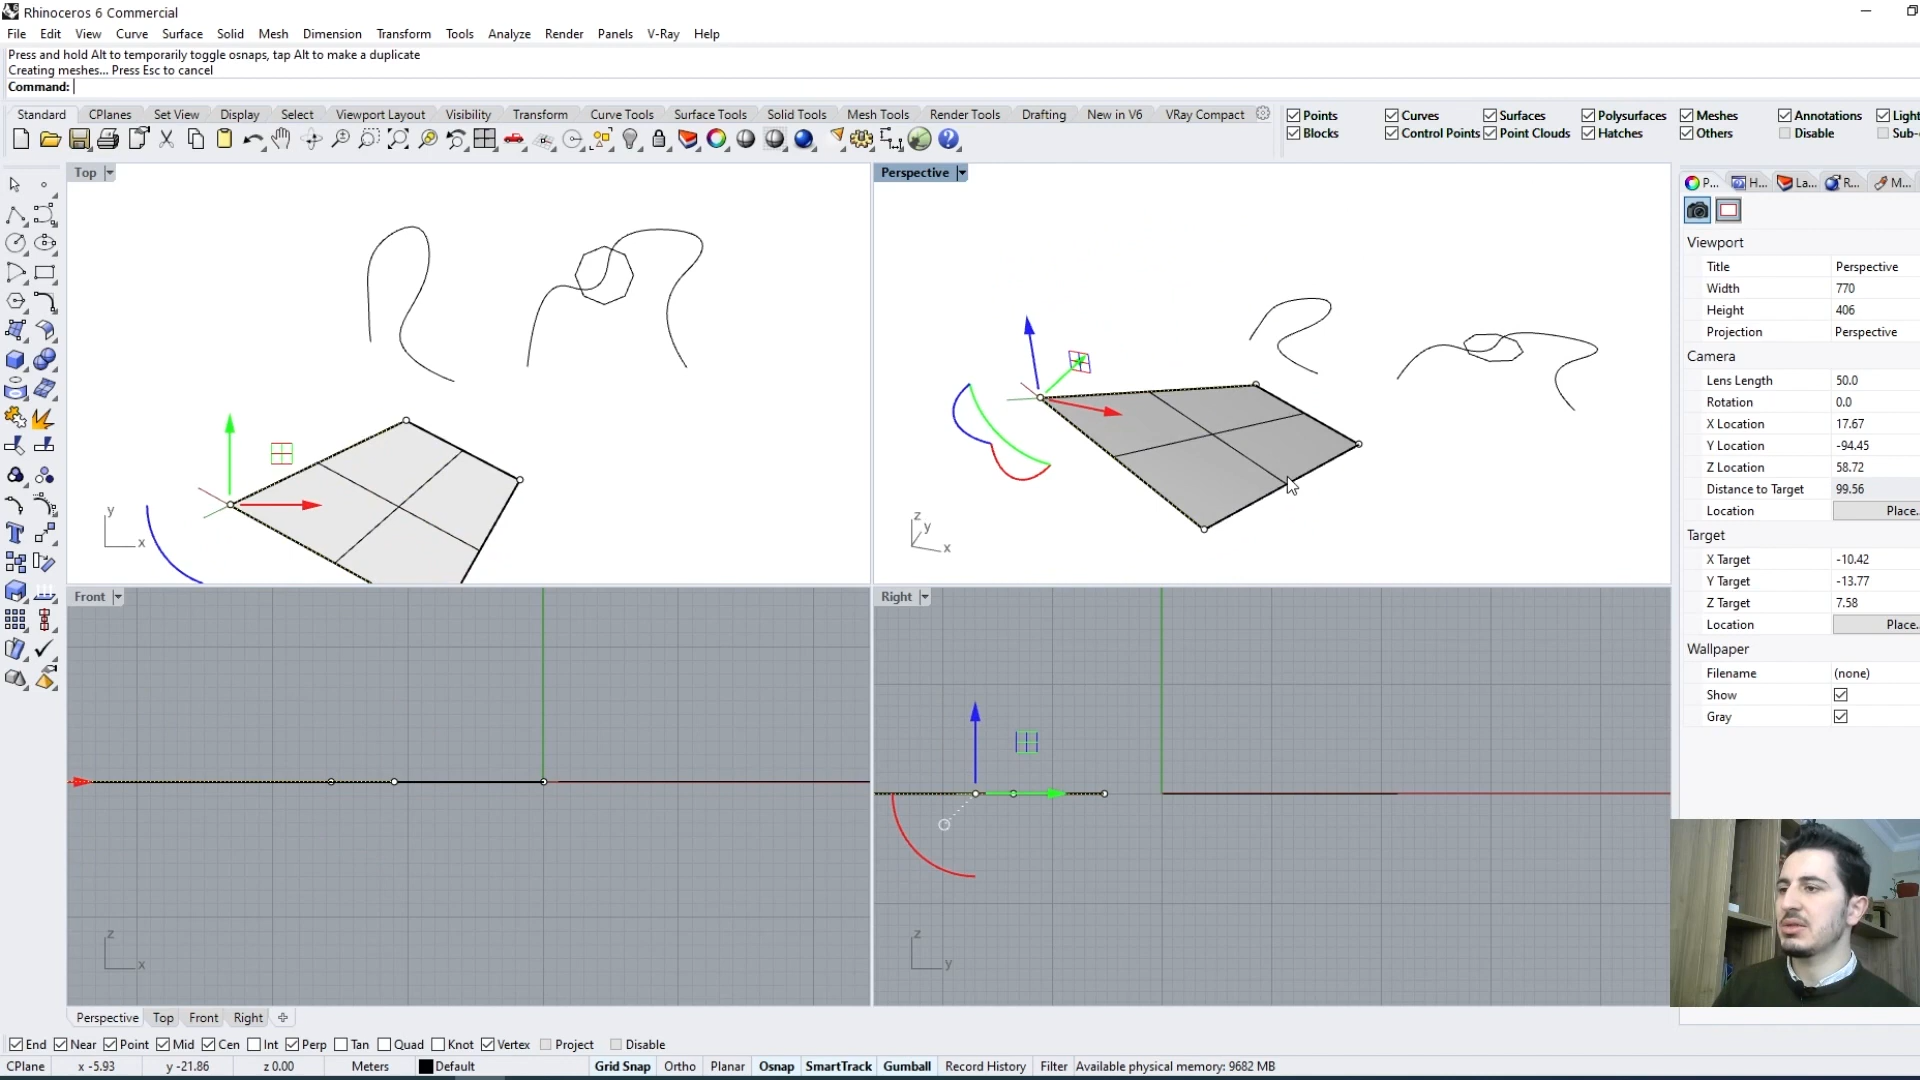 Rhinoceros 6 Commercial
File Edit View Curve Surface Solid Mesh Dimension Transform Tools Analyze Render Panels V-Ray Help
Press and hold Alt to temporarily toggle osnaps, tap Alt to make a duplicate
Creating meshes... Press Esc to cancel
Command:
Standard CPlanes Set View Display Select Viewport Layout Visibility Transform Curve Tools Surface Tools Solid Tools Mesh Tools Render Tools Drafting New in V6 VRay Compact
Points Curves Surfaces Polysurfaces Meshes Annotations Light
Blocks Control Points Point Clouds Hatches Others Disable Sub-
Top Perspective
P... H... La... R... M...
Viewport
Title Perspective
Width 770
Height 406
Projection Perspective
Camera
Lens Length 50.0
Rotation 0.0
X Location 17.67
Y Location -94.45
Z Location 58.72
Distance to Target 99.56
Location Place..
Target
X Target -10.42
Y Target -13.77
Z Target 7.58
Location Place..
Wallpaper
Filename (none)
Show
Gray
y
x
z
y
x
Front Right
z
x
z
y
Perspective Top Front Right
End Near Point Mid Cen Int Perp Tan Quad Knot Vertex Project Disable
CPlane x -5.93 y -21.86 z 0.00 Meters Default Grid Snap Ortho Planar Osnap SmartTrack Gumball Record History Filter Available physical memory: 9682 MB